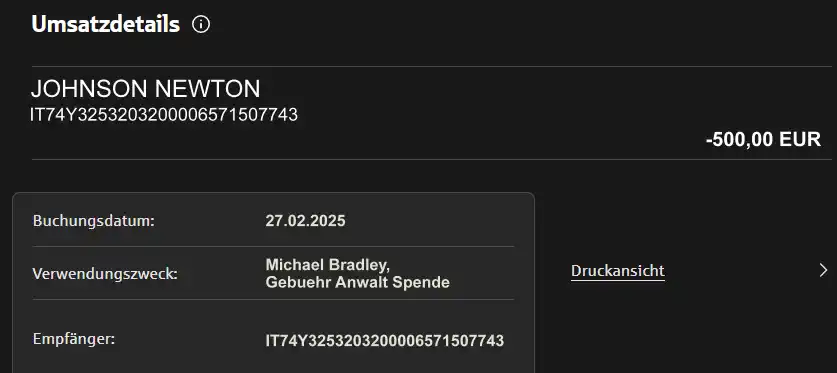 Umsatzdetails
JOHNSON NEWTON
IT74Y3253203200006571507743
-500,00 EUR
Buchungsdatum: 27.02.2025
Verwendungszweck: Michael Bradley,
Gebuehr Anwalt Spende
Empfänger: IT74Y3253203200006571507743
Druckansicht